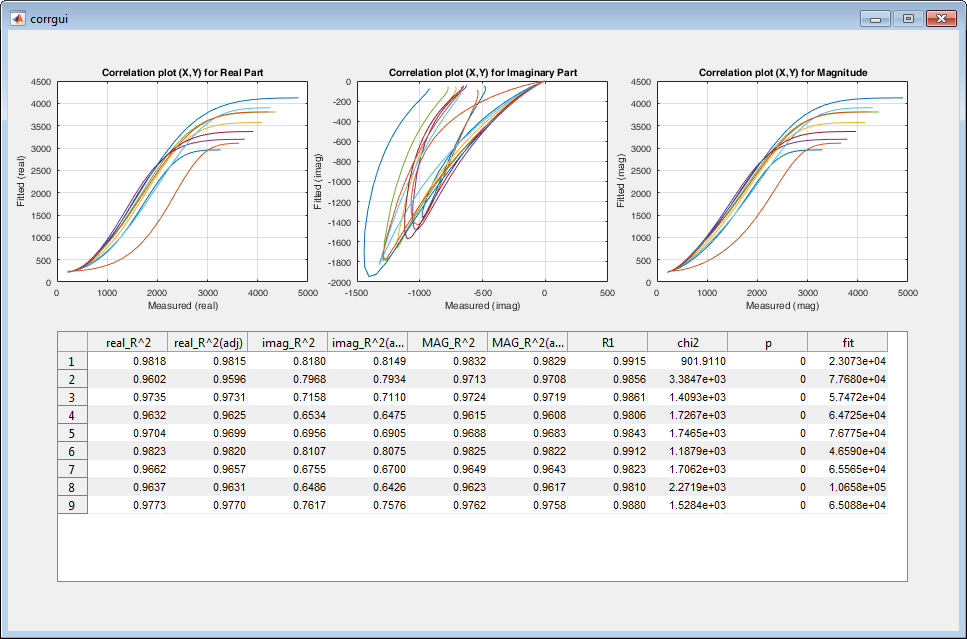 corrgui
Correlation plot (X,Y) for Real Part
4500
4000
3500
3000
2500
2000
1500
1000
500
0
0 1000 2000 3000 4000 5000
Fitted (real)
Measured (real)
Correlation plot (X,Y) for Imaginary Part
0
-200
-400
-600
-800
-1000
-1200
-1400
-1600
-1800
-2000
-1500 -1000 -500 0 500
Fitted (imag)
Measured (imag)
Correlation plot (X,Y) for Magnitude
4500
4000
3500
3000
2500
2000
1500
1000
500
0
0 1000 2000 3000 4000 5000
Fitted (mag)
Measured (mag)
real_R^2 real_R^2(adj) imag_R^2 imag_R^2(a... MAG_R^2 MAG_R^2(a... R1 chi2 p fit
1 0.9818 0.9815 0.8180 0.8149 0.9832 0.9829 0.9915 901.9110 0 2.3073e+04
2 0.9602 0.9596 0.7968 0.7934 0.9713 0.9708 0.9856 3.3847e+03 0 7.7680e+04
3 0.9735 0.9731 0.7158 0.7110 0.9724 0.9719 0.9861 1.4093e+03 0 5.7472e+04
4 0.9632 0.9625 0.6534 0.6475 0.9615 0.9608 0.9806 1.7267e+03 0 6.4725e+04
5 0.9704 0.9699 0.6956 0.6905 0.9688 0.9683 0.9843 1.7465e+03 0 7.6775e+04
6 0.9823 0.9820 0.8107 0.8075 0.9825 0.9822 0.9912 1.1879e+03 0 4.6590e+04
7 0.9662 0.9657 0.6755 0.6700 0.9649 0.9643 0.9823 1.7062e+03 0 6.5565e+04
8 0.9637 0.9631 0.6486 0.6426 0.9623 0.9617 0.9810 2.2719e+03 0 1.0658e+05
9 0.9773 0.9770 0.7617 0.7576 0.9762 0.9758 0.9880 1.5284e+03 0 6.5088e+04